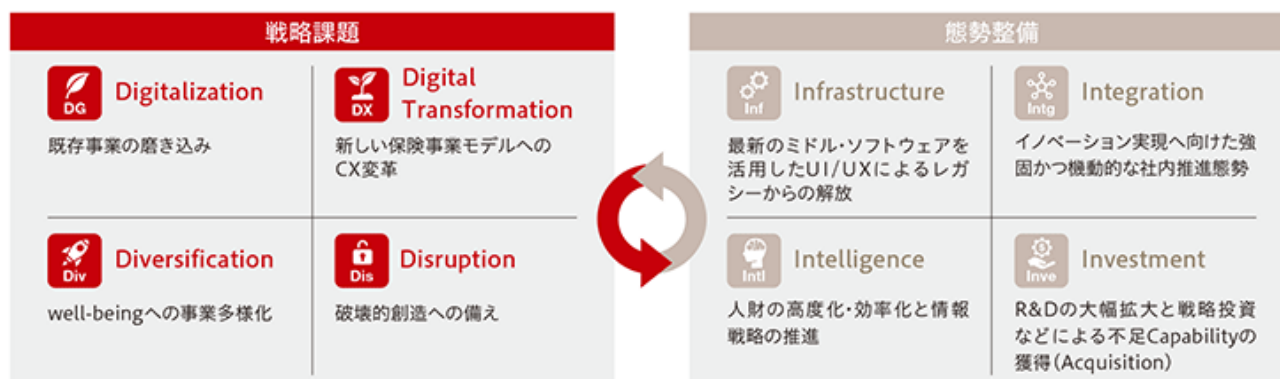 戦略課題
DG
Digitalization
既存事業の磨き込み
DX
Digital
Transformation
新しい保険事業モデルへの
CX変革
Div
Diversification
well-beingへの事業多様化
Dis
Disruption
破壊的創造への備え
態勢整備
Inf
Infrastructure
最新のミドル・ソフトウェアを
活用したUI/UXによるレガ
シーからの解放
Intg
Integration
イノベーション実現へ向けた強
固かつ機動的な社内推進態勢
Intl
Intelligence
人財の高度化・効率化と情報
戦略の推進
Inve
Investment
R&Dの大幅拡大と戦略投資
などによる不足Capabilityの
獲得（Acquisition）